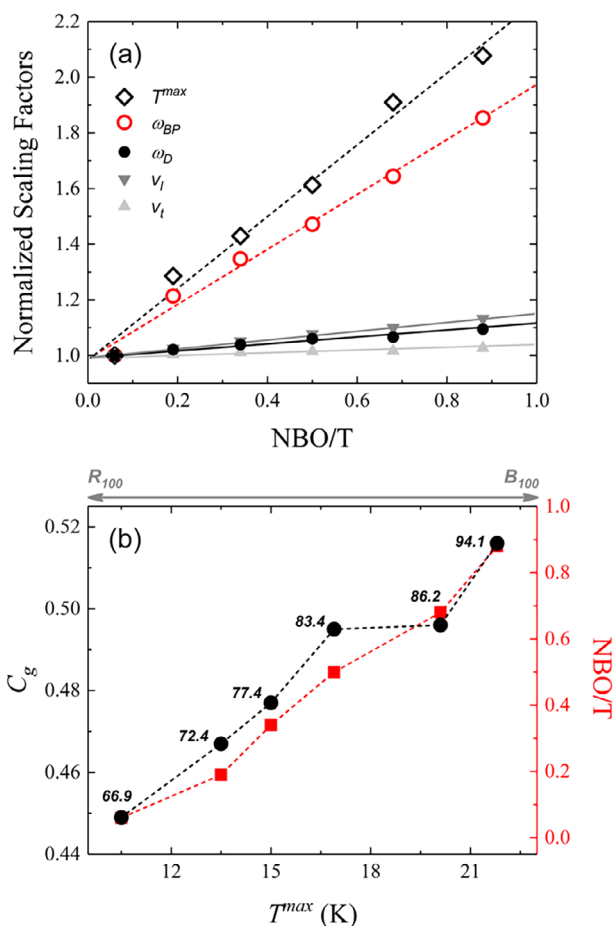 (a)
2.2
2.0
1.8
1.6
1.4
1.2
1.0
T^max
ω_BP
ω_D
v_l
v_t
Normalized Scaling Factors
0.0 0.2 0.4 0.6 0.8 1.0
NBO/T
R_100 B_100
(b)
0.52
0.50
0.48
0.46
0.44
C_g
66.9
72.4
77.4
83.4
86.2
94.1
1.0
0.8
0.6
0.4
0.2
0.0
NBO/T
12 15 18 21
T^max (K)